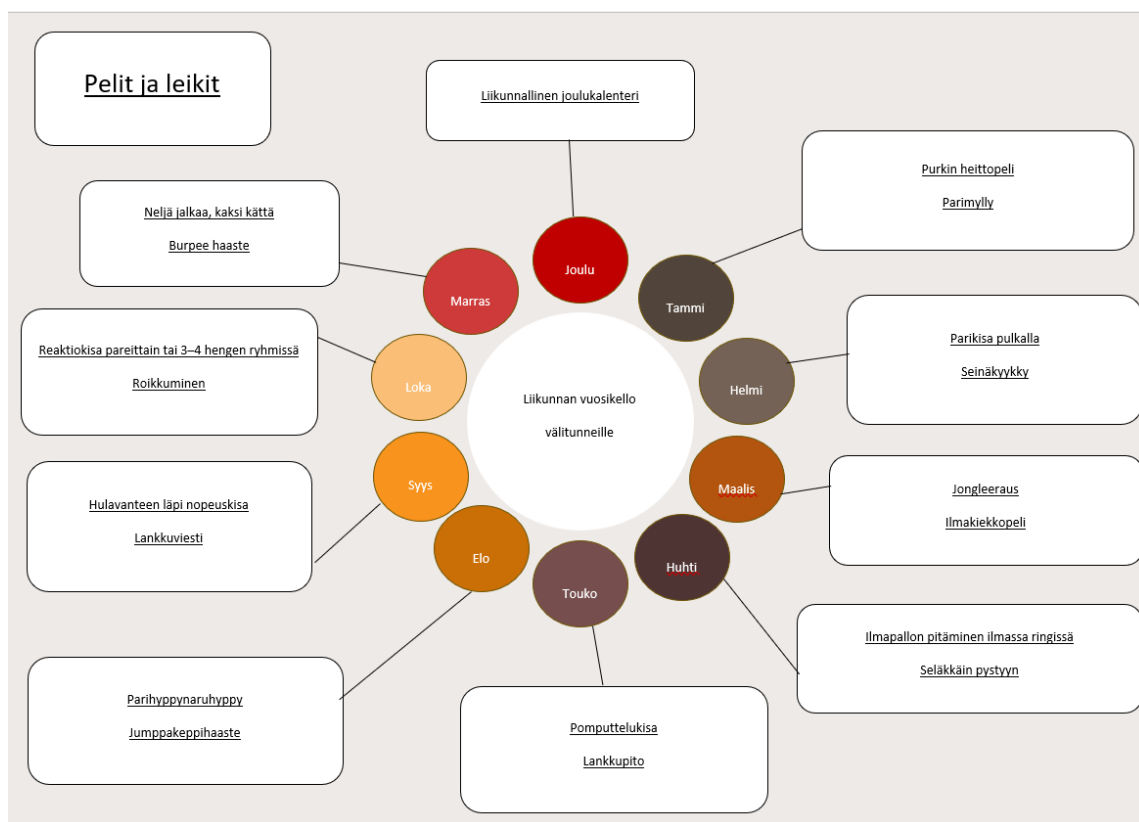 Pelit ja leikit
Liikunnallinen joulukalenteri
Purkin heittopeli
Parimylly
Neljä jalkaa, kaksi kättä
Burpee haaste
Joulu
Tammi
Marras
Parikisa pulkalla
Seinäkyykky
Reaktiokisa pareittain tai 3–4 hengen ryhmissä
Roikkuminen
Loka
Helmi
Liikunnan vuosikello
välitunneille
Hulavanteen läpi nopeuskisa
Lankkuviesti
Syys
Maalis
Jongleeraus
Ilmakiekkopeli
Elo
Touko
Huhti
Ilmapallon pitäminen ilmassa ringissä
Seläkkäin pystyyn
Parihyppynaruhyppy
Jumppakeppihaaste
Pomputtelukisa
Lankkupito